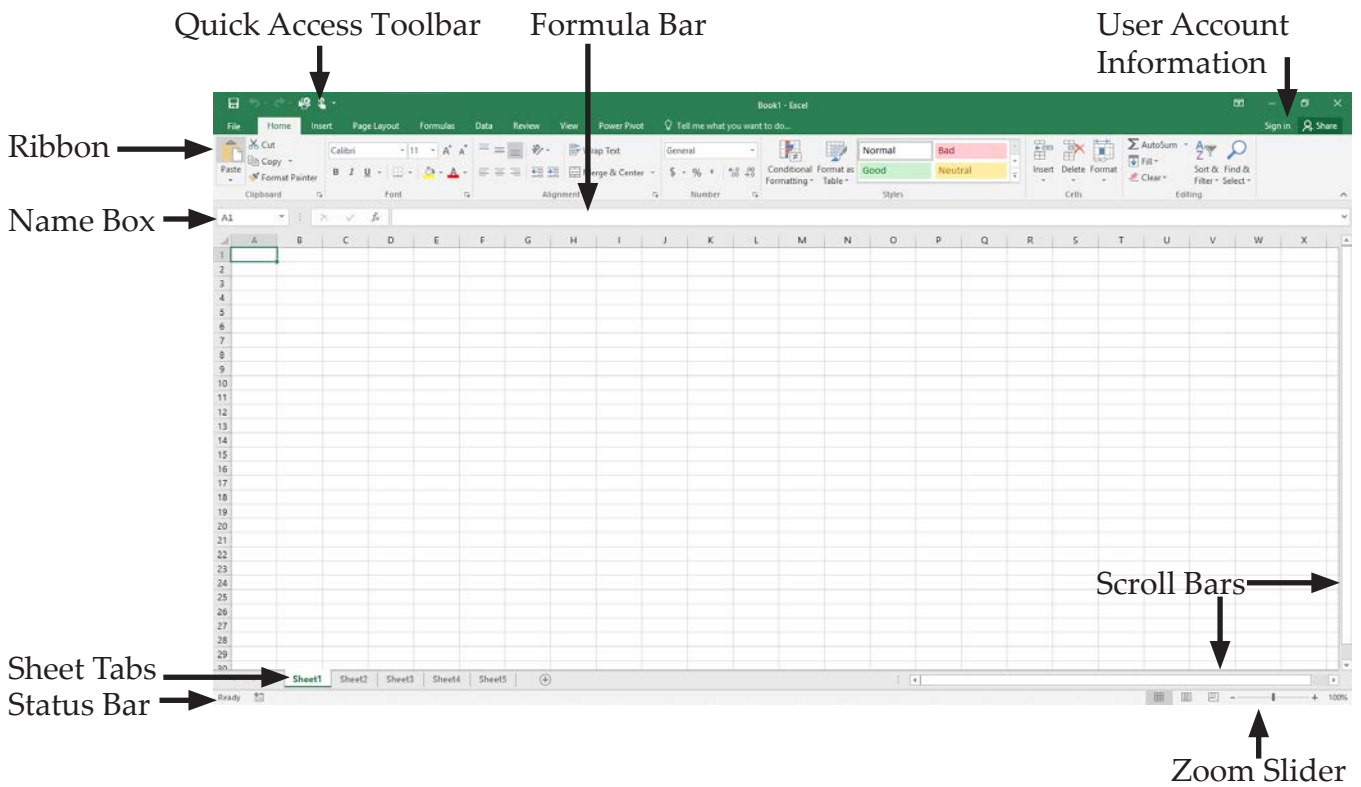 Quick Access Toolbar Formula Bar User Account
Information
Book1 - Excel
File Home Insert Page Layout Formulas Data Review View Power Pivot Tell me what you want to do... Sign in Share
Ribbon
Cut Calibri 11 A A Wrap Text General Normal Bad AutoSum
Copy Fill
Paste Format Painter B I U A Merge & Center $ % , Conditional Format as Good Neutral Insert Delete Format Clear Sort & Find &
Formatting Table Filter Select
Clipboard Font Alignment Number Styles Cells Editing
Name Box
A1 fx
A B C D E F G H I J K L M N O P Q R S T U V W X
1
2
3
4
5
6
7
8
9
10
11
12
13
14
15
16
17
18
19
20
21
22
23
24
Scroll Bars
25
26
27
28
29
30
Sheet Tabs
Sheet1 Sheet2 Sheet3 Sheet4 Sheet5
Status Bar
Ready - + 100%
Zoom Slider